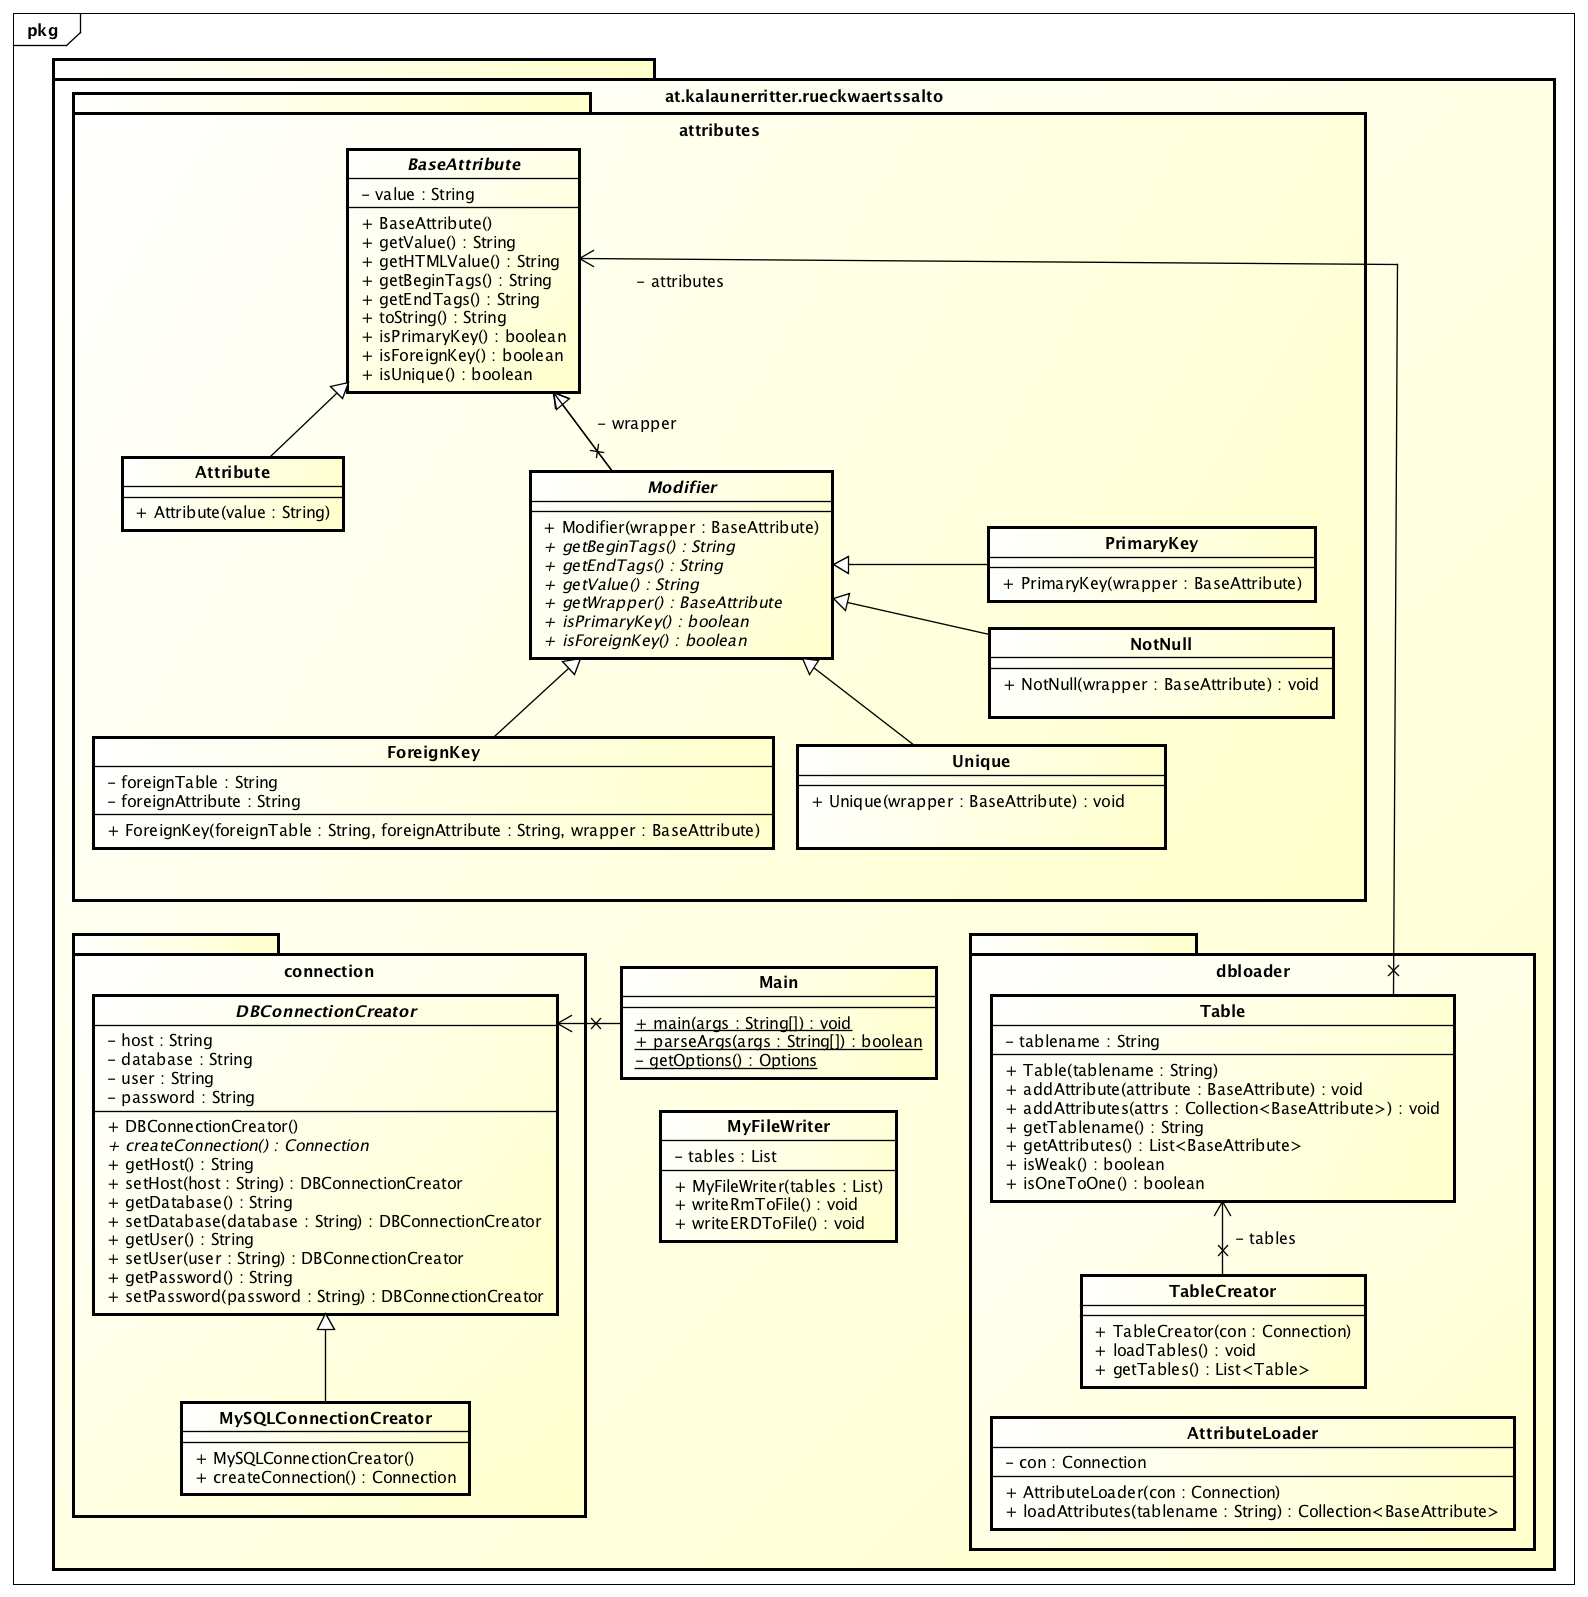 pkg
at.kalaunerritter.rueckwaertssalto
attributes
BaseAttribute
- value : String
+ BaseAttribute()
+ getValue() : String
+ getHTMLValue() : String
+ getBeginTags() : String
+ getEndTags() : String
+ toString() : String
+ isPrimaryKey() : boolean
+ isForeignKey() : boolean
+ isUnique() : boolean
- attributes
- wrapper
Attribute
+ Attribute(value : String)
Modifier
+ Modifier(wrapper : BaseAttribute)
+ getBeginTags() : String
+ getEndTags() : String
+ getValue() : String
+ getWrapper() : BaseAttribute
+ isPrimaryKey() : boolean
+ isForeignKey() : boolean
PrimaryKey
+ PrimaryKey(wrapper : BaseAttribute)
NotNull
+ NotNull(wrapper : BaseAttribute) : void
ForeignKey
- foreignTable : String
- foreignAttribute : String
+ ForeignKey(foreignTable : String, foreignAttribute : String, wrapper : BaseAttribute)
Unique
+ Unique(wrapper : BaseAttribute) : void
connection
DBConnectionCreator
- host : String
- database : String
- user : String
- password : String
+ DBConnectionCreator()
+ createConnection() : Connection
+ getHost() : String
+ setHost(host : String) : DBConnectionCreator
+ getDatabase() : String
+ setDatabase(database : String) : DBConnectionCreator
+ getUser() : String
+ setUser(user : String) : DBConnectionCreator
+ getPassword() : String
+ setPassword(password : String) : DBConnectionCreator
MySQLConnectionCreator
+ MySQLConnectionCreator()
+ createConnection() : Connection
Main
+ main(args : String[]) : void
+ parseArgs(args : String[]) : boolean
- getOptions() : Options
MyFileWriter
- tables : List
+ MyFileWriter(tables : List)
+ writeRmToFile() : void
+ writeERDToFile() : void
dbloader
Table
- tablename : String
+ Table(tablename : String)
+ addAttribute(attribute : BaseAttribute) : void
+ addAttributes(attrs : Collection<BaseAttribute>) : void
+ getTablename() : String
+ getAttributes() : List<BaseAttribute>
+ isWeak() : boolean
+ isOneToOne() : boolean
- tables
TableCreator
+ TableCreator(con : Connection)
+ loadTables() : void
+ getTables() : List<Table>
AttributeLoader
- con : Connection
+ AttributeLoader(con : Connection)
+ loadAttributes(tablename : String) : Collection<BaseAttribute>